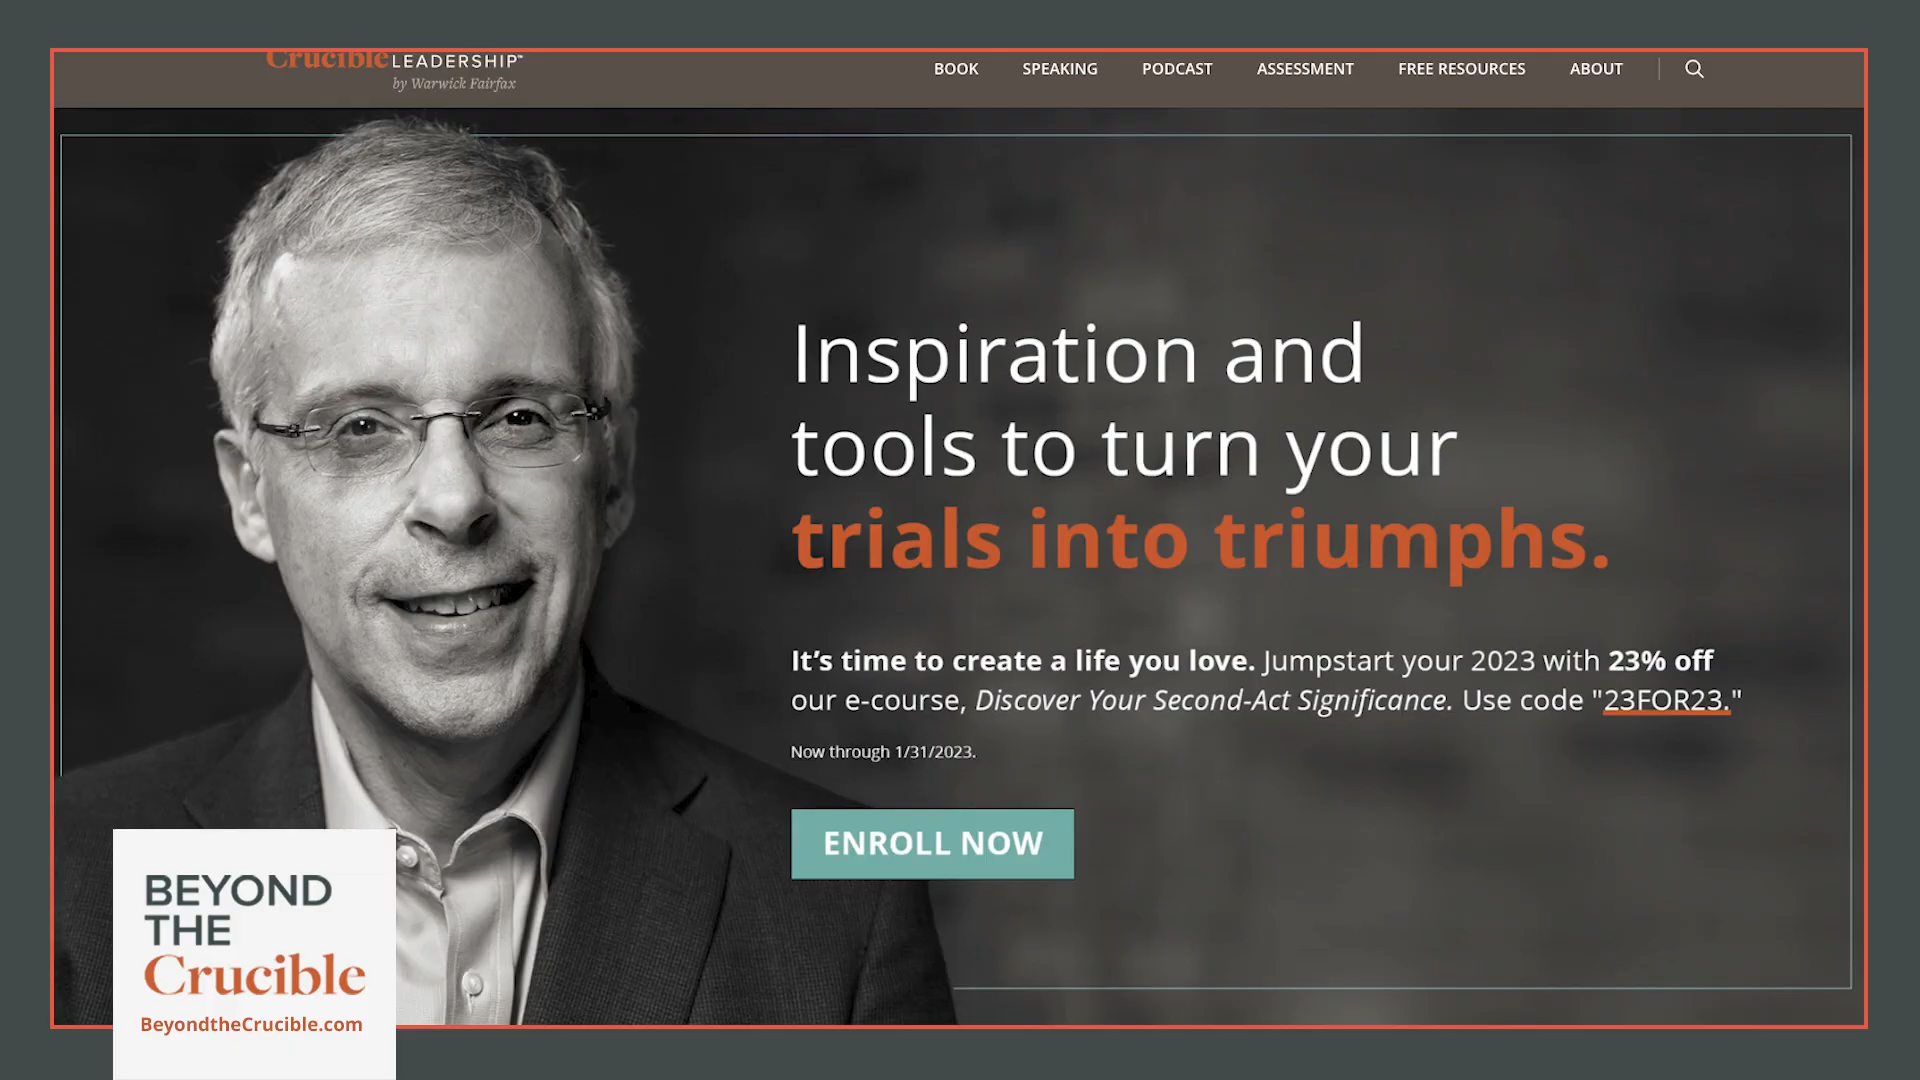 Crucible LEADERSHIP™
by Warwick Fairfax
BOOK SPEAKING PODCAST ASSESSMENT FREE RESOURCES ABOUT
Inspiration and
tools to turn your
trials into triumphs.
It's time to create a life you love. Jumpstart your 2023 with 23% off
our e-course, Discover Your Second-Act Significance. Use code "23FOR23."
Now through 1/31/2023.
ENROLL NOW
BEYOND
THE
Crucible
BeyondtheCrucible.com